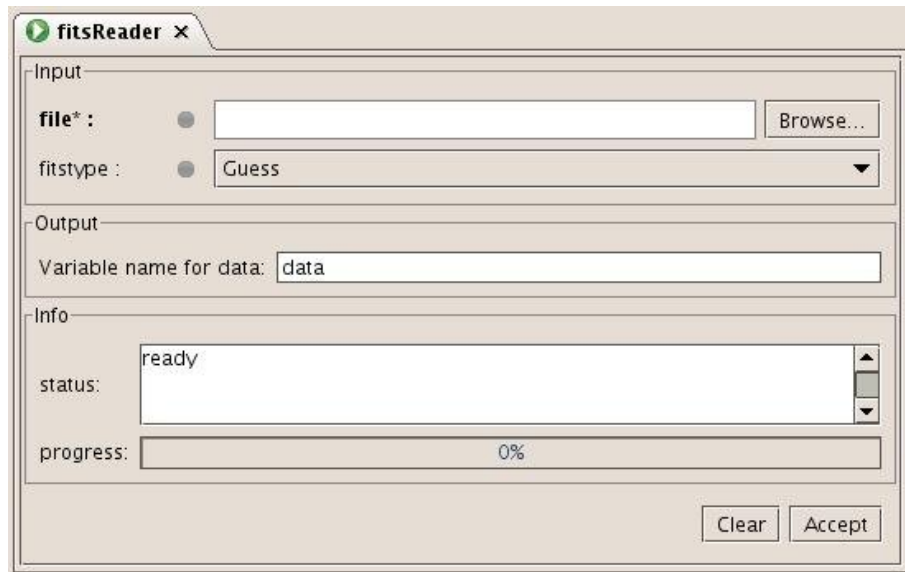 fitsReader ×
Input
file* :
Browse...
fitstype :
Guess
Output
Variable name for data: data
Info
status:
ready
progress:
0%
Clear
Accept